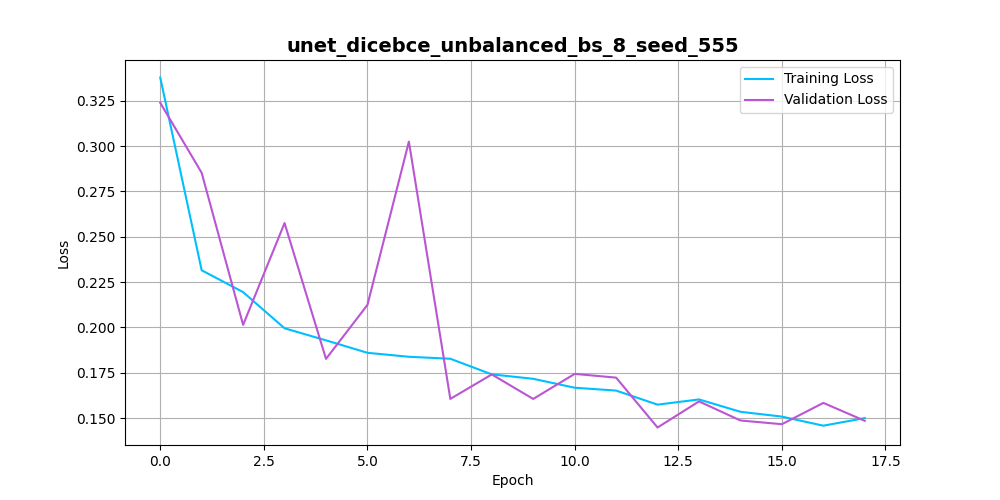 unet_dicebce_unbalanced_bs_8_seed_555
Training Loss
Validation Loss
0.325
0.300
0.275
0.250
0.225
0.200
0.175
0.150
Loss
0.0 2.5 5.0 7.5 10.0 12.5 15.0 17.5
Epoch